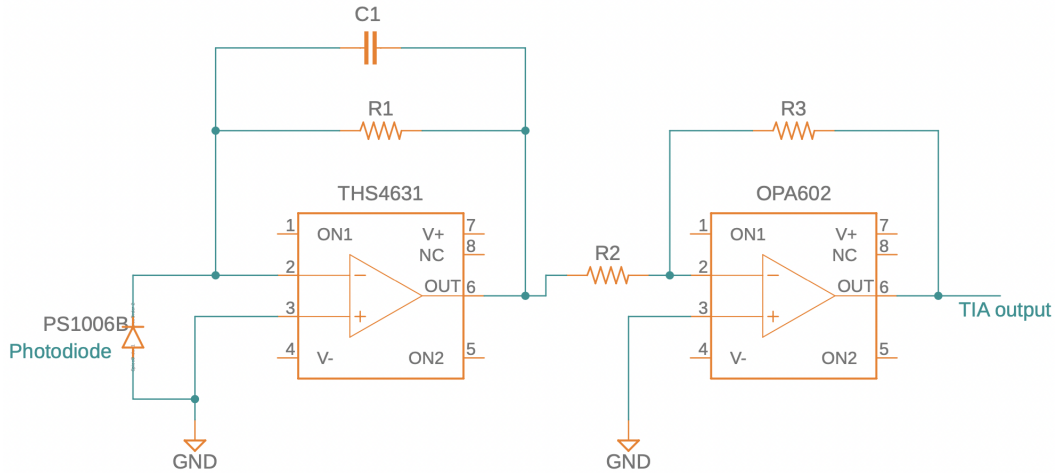 C1
R1
R3
THS4631
OPA602
1
ON1
V+
7
NC
8
2
OUT
6
3
4
V-
ON2
5
R2
1
ON1
V+
7
NC
8
2
OUT
6
3
4
V-
ON2
5
PS1006B
Photodiode
TIA output
GND
GND